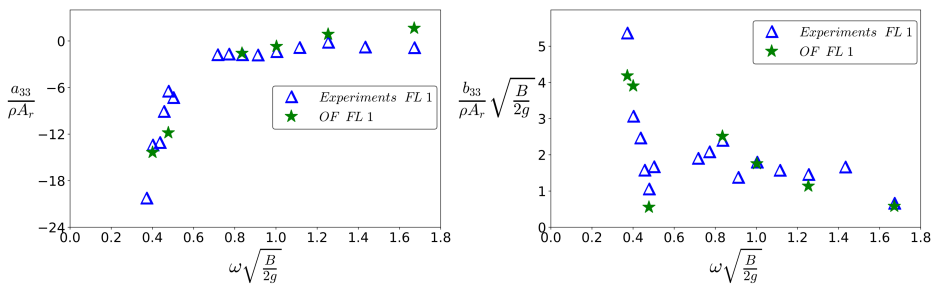 0
−6
−12
−18
−24
0.0 0.2 0.4 0.6 0.8 1.0 1.2 1.4 1.6 1.8
a₃₃/ρAᵣ
ω√(B/2g)
Experiments FL 1
OF FL 1
5
4
3
2
1
0
0.0 0.2 0.4 0.6 0.8 1.0 1.2 1.4 1.6 1.8
b₃₃/ρAᵣ √(B/2g)
ω√(B/2g)
Experiments FL 1
OF FL 1